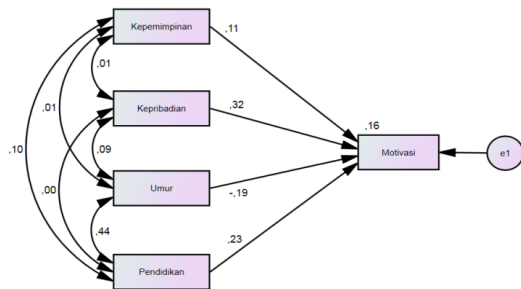 Kepemimpinan
,11
,01
Kepribadian
,32
,16
,01
,10
,09
Motivasi
e1
,00
Umur
-,19
,44
,23
Pendidikan